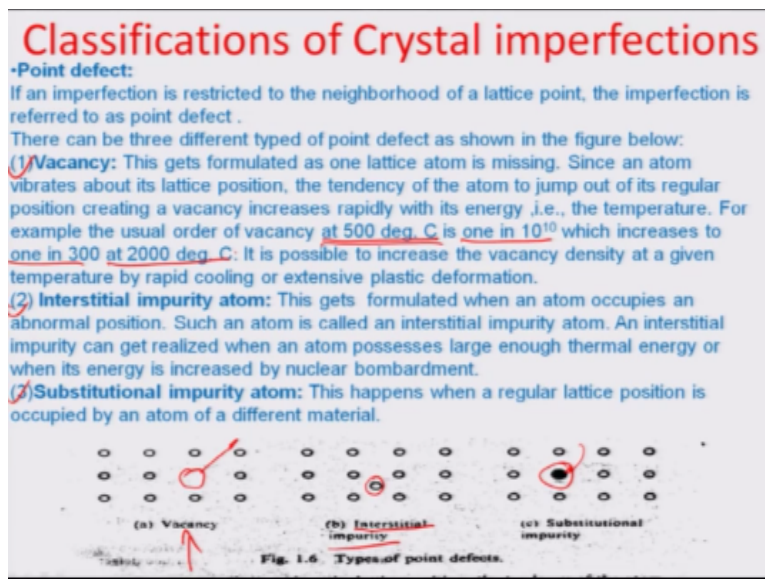 Classifications of Crystal imperfections
•Point defect:
If an imperfection is restricted to the neighborhood of a lattice point, the imperfection is
referred to as point defect .
There can be three different typed of point defect as shown in the figure below:
(1)Vacancy: This gets formulated as one lattice atom is missing. Since an atom
vibrates about its lattice position, the tendency of the atom to jump out of its regular
position creating a vacancy increases rapidly with its energy ,i.e., the temperature. For
example the usual order of vacancy at 500 deg. C is one in 10¹⁰ which increases to
one in 300 at 2000 deg. C: It is possible to increase the vacancy density at a given
temperature by rapid cooling or extensive plastic deformation.
(2) Interstitial impurity atom: This gets formulated when an atom occupies an
abnormal position. Such an atom is called an interstitial impurity atom. An interstitial
impurity can get realized when an atom possesses large enough thermal energy or
when its energy is increased by nuclear bombardment.
(3)Substitutional impurity atom: This happens when a regular lattice position is
occupied by an atom of a different material.
(a) Vacancy (b) Interstitial (c) Substitutional
impurity impurity
Fig. 1.6 Types of point defects.